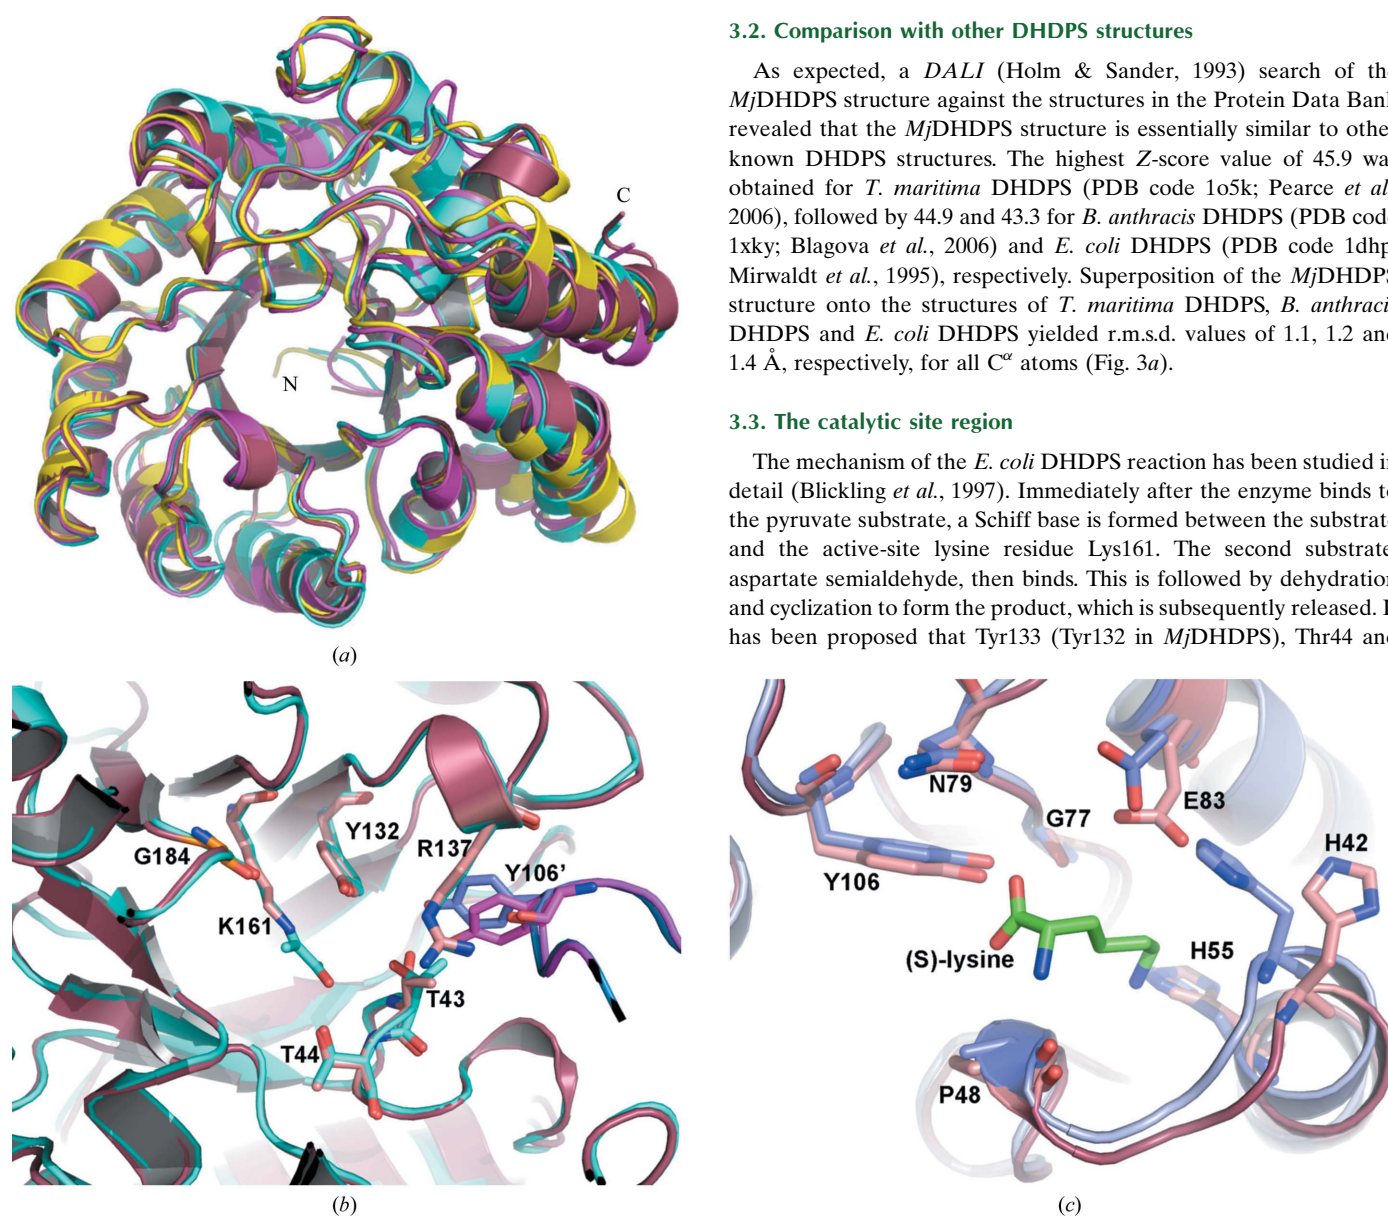 C
N
(a)
3.2. Comparison with other DHDPS structures
As expected, a DALI (Holm & Sander, 1993) search of the
MjDHDPS structure against the structures in the Protein Data Bank
revealed that the MjDHDPS structure is essentially similar to othe
known DHDPS structures. The highest Z-score value of 45.9 wa
obtained for T. maritima DHDPS (PDB code 1o5k; Pearce et al.
2006), followed by 44.9 and 43.3 for B. anthracis DHDPS (PDB code
1xky; Blagova et al., 2006) and E. coli DHDPS (PDB code 1dhp
Mirwaldt et al., 1995), respectively. Superposition of the MjDHDPS
structure onto the structures of T. maritima DHDPS, B. anthraci
DHDPS and E. coli DHDPS yielded r.m.s.d. values of 1.1, 1.2 and
1.4 Å, respectively, for all Cᵅ atoms (Fig. 3a).
3.3. The catalytic site region
The mechanism of the E. coli DHDPS reaction has been studied in
detail (Blickling et al., 1997). Immediately after the enzyme binds to
the pyruvate substrate, a Schiff base is formed between the substrat
and the active-site lysine residue Lys161. The second substrate
aspartate semialdehyde, then binds. This is followed by dehydration
and cyclization to form the product, which is subsequently released. I
has been proposed that Tyr133 (Tyr132 in MjDHDPS), Thr44 and
G184
Y132
R137
Y106’
K161
T43
T44
(b)
N79
G77
E83
H42
Y106
(S)-lysine
H55
P48
(c)